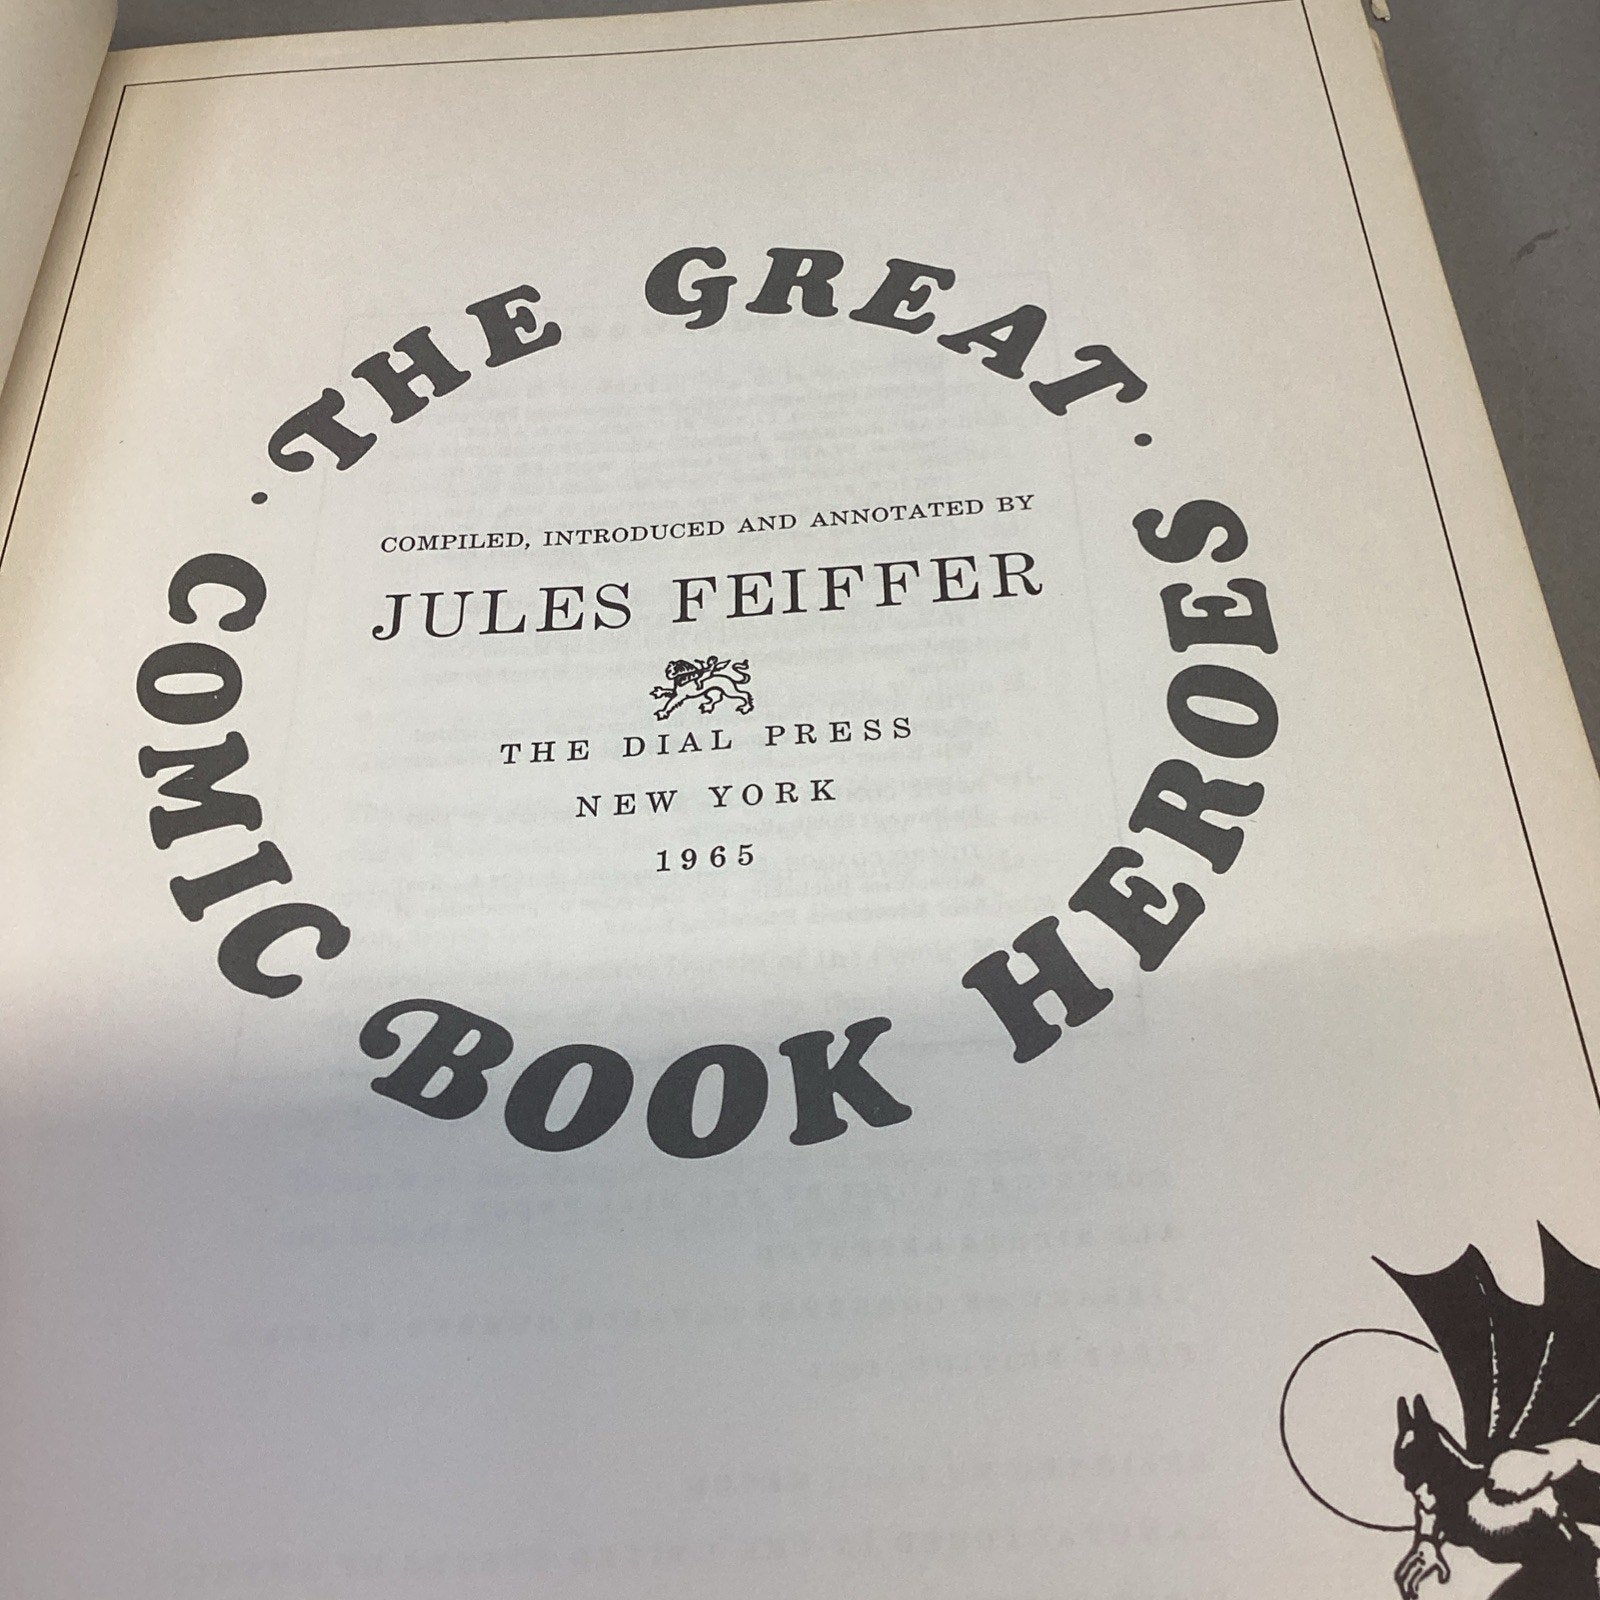 · THE GREAT ·
COMIC BOOK HEROES
COMPILED, INTRODUCED AND ANNOTATED BY
JULES FEIFFER
THE DIAL PRESS
NEW YORK
1965